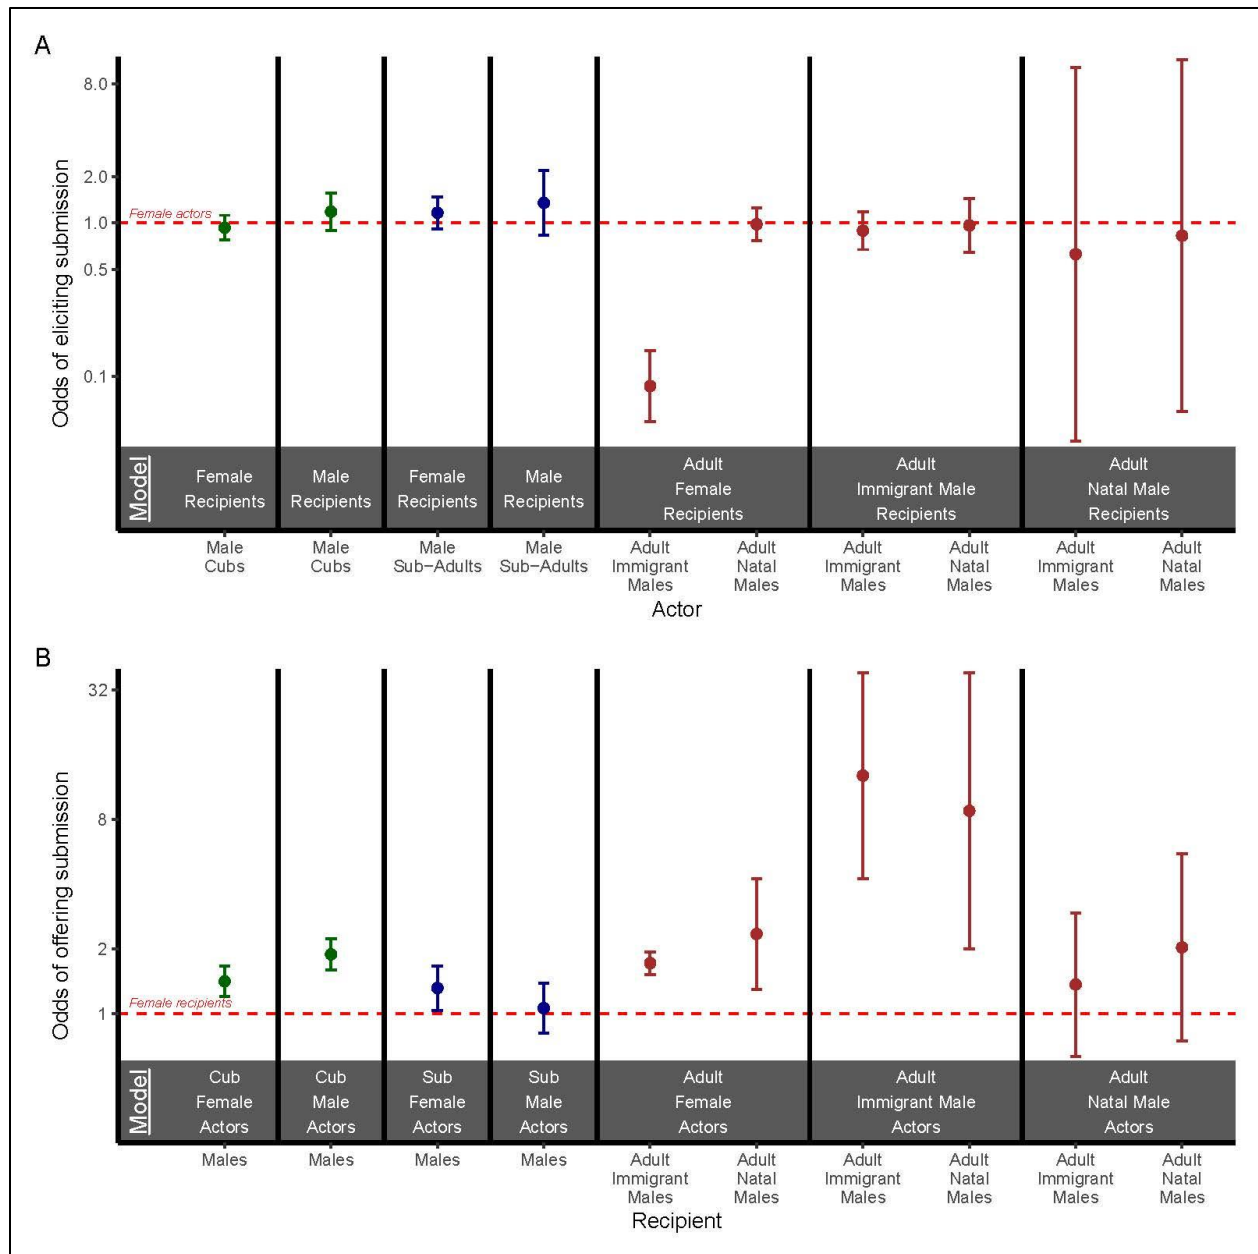 A
Odds of eliciting submission
8.0
2.0
1.0
0.5
0.1
Female actors
Model
Female
Recipients
Male
Recipients
Female
Recipients
Male
Recipients
Adult
Female
Recipients
Adult
Immigrant Male
Recipients
Adult
Natal Male
Recipients
Male
Cubs
Male
Cubs
Male
Sub-Adults
Male
Sub-Adults
Adult
Immigrant
Males
Adult
Natal
Males
Adult
Immigrant
Males
Adult
Natal
Males
Adult
Immigrant
Males
Adult
Natal
Males
Actor
B
Odds of offering submission
32
8
2
1
Female recipients
Model
Cub
Female
Actors
Cub
Male
Actors
Sub
Female
Actors
Sub
Male
Actors
Adult
Female
Actors
Adult
Immigrant Male
Actors
Adult
Natal Male
Actors
Males
Males
Males
Males
Adult
Immigrant
Males
Adult
Natal
Males
Adult
Immigrant
Males
Adult
Natal
Males
Adult
Immigrant
Males
Adult
Natal
Males
Recipient